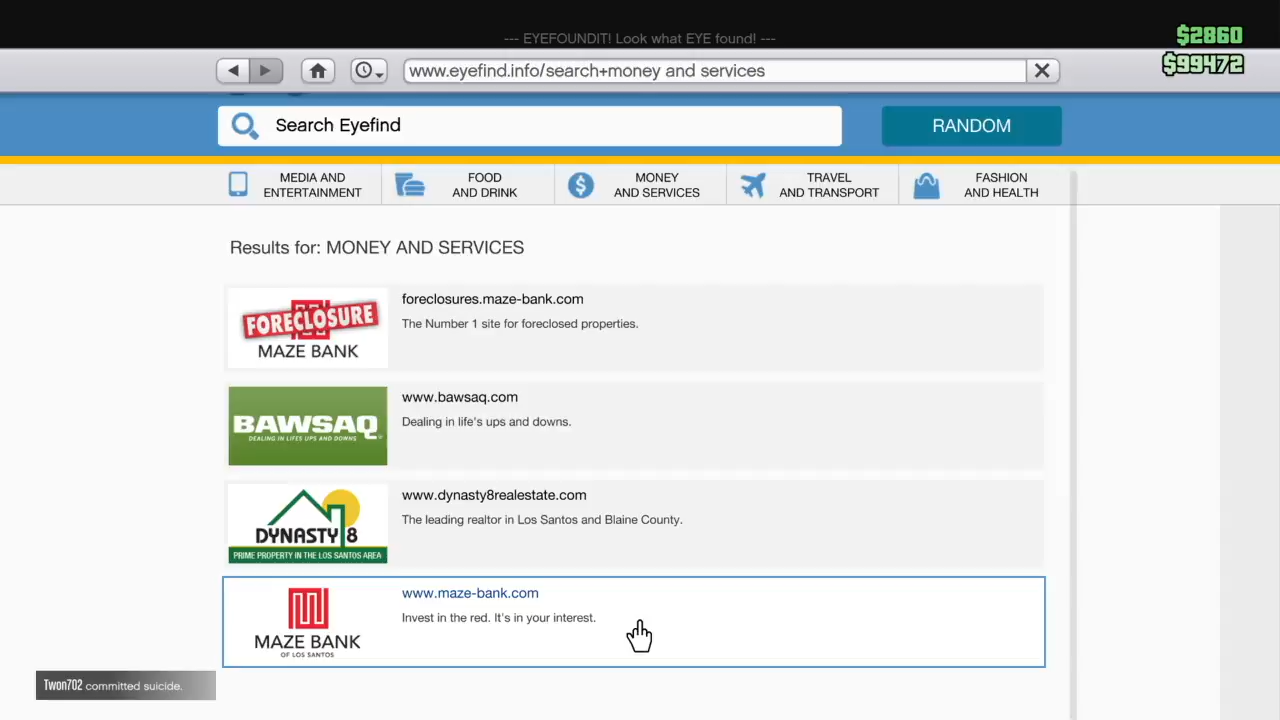 --- EYEFOUNDIT! Look what EYE found! ---
$2860
$99472
www.eyefind.info/search+money and services
Search Eyefind
RANDOM
MEDIA AND
ENTERTAINMENT
FOOD
AND DRINK
MONEY
AND SERVICES
TRAVEL
AND TRANSPORT
FASHION
AND HEALTH
Results for: MONEY AND SERVICES
FORECLOSURE
MAZE BANK
foreclosures.maze-bank.com
The Number 1 site for foreclosed properties.
BAWSAQ
DEALING IN LIFES UPS AND DOWNS
www.bawsaq.com
Dealing in life's ups and downs.
DYNASTY 8
PRIME PROPERTY IN THE LOS SANTOS AREA
www.dynasty8realestate.com
The leading realtor in Los Santos and Blaine County.
MAZE BANK
OF LOS SANTOS
www.maze-bank.com
Invest in the red. It's in your interest.
Twon702 committed suicide.